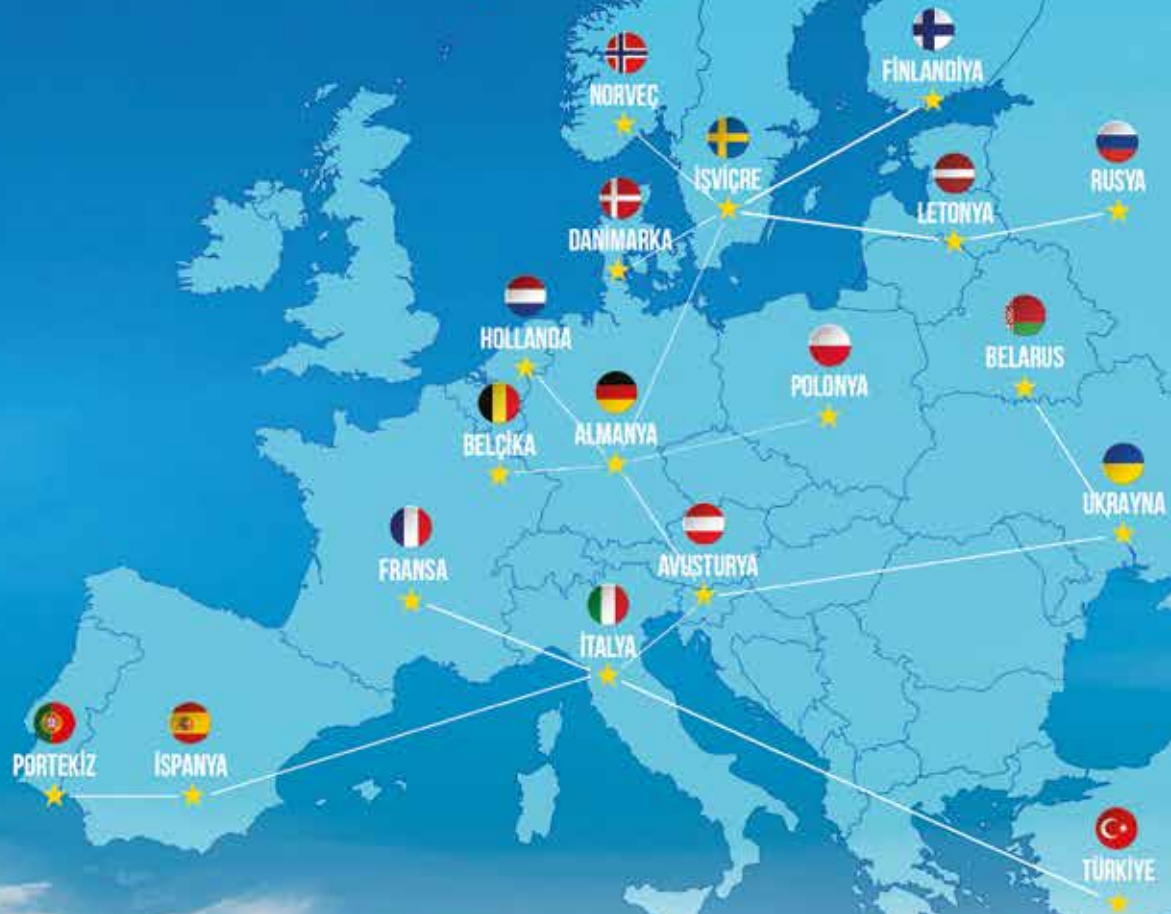 NORVEÇ
FİNLANDİYA
İSVİÇRE
RUSYA
LETONYA
DANİMARKA
HOLLANDA
BELARUS
POLONYA
ALMANYA
BELÇİKA
UKRAYNA
FRANSA
AVUSTURYA
İTALYA
PORTEKİZ
İSPANYA
TÜRKİYE